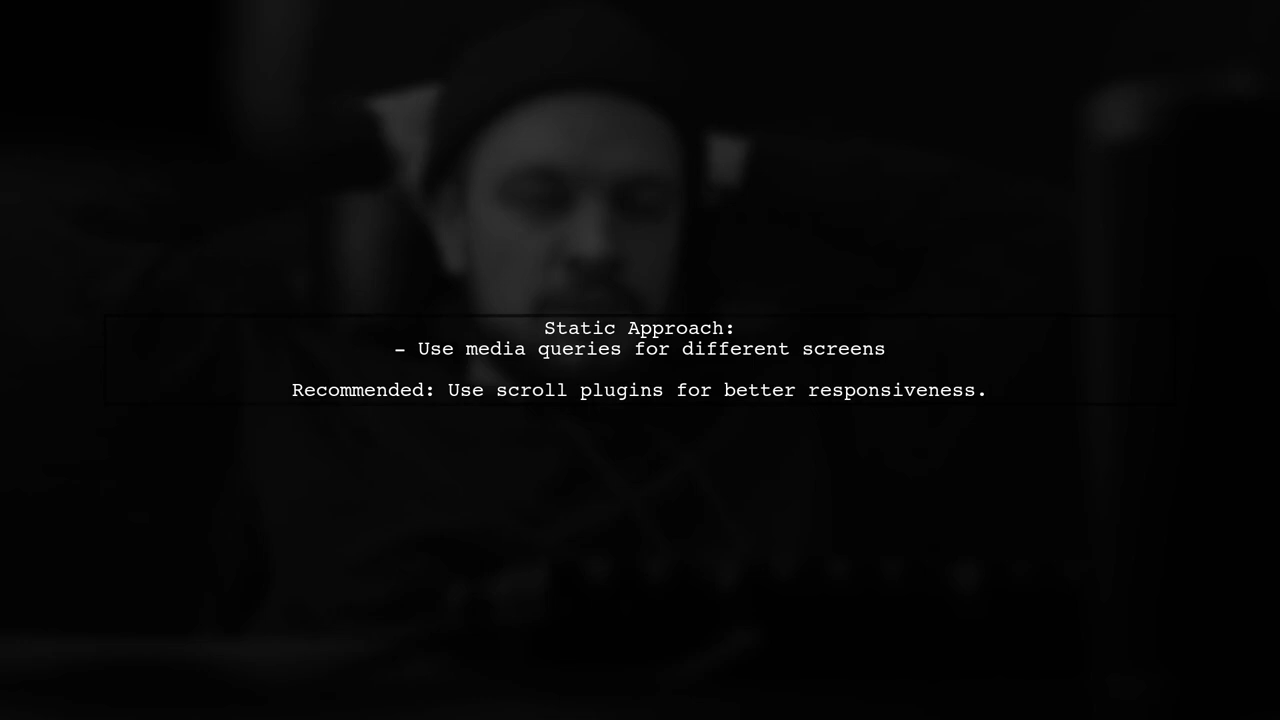 Static Approach:
- Use media queries for different screens
Recommended: Use scroll plugins for better responsiveness.